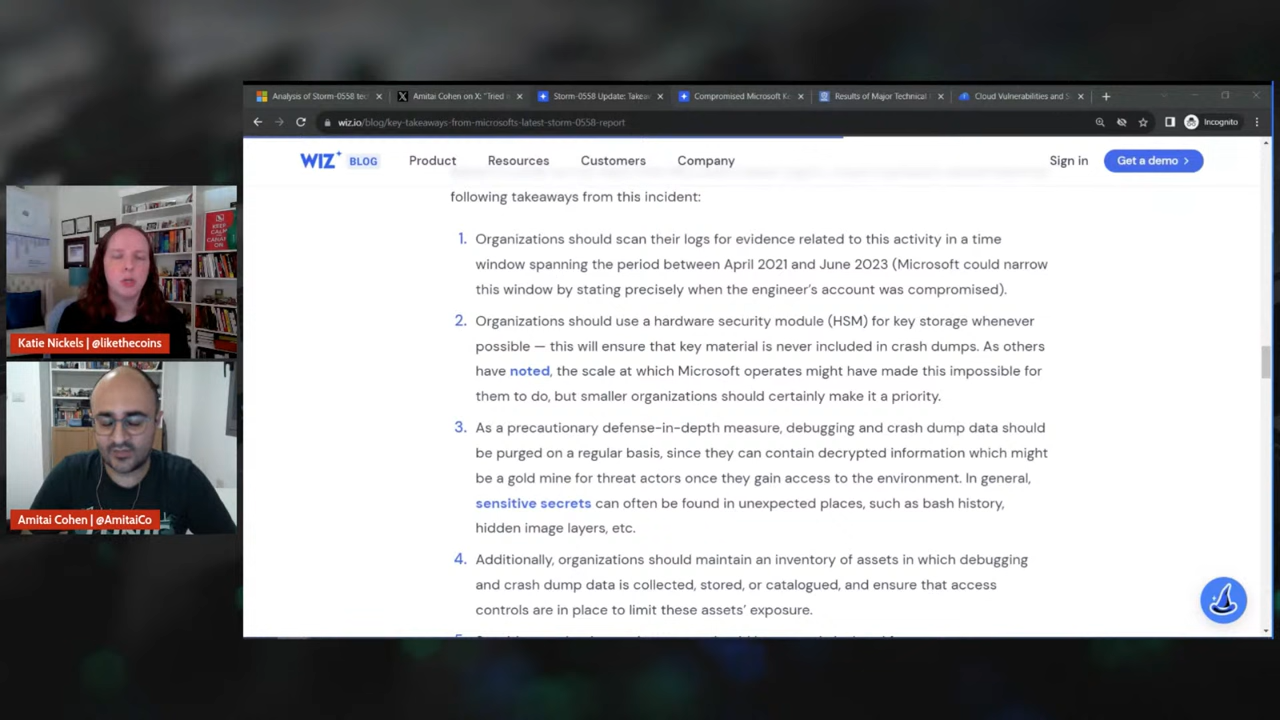 Analysis of Storm-0558 tec
Amitai Cohen on X: "Tried
Storm-0558 Update: Takea
Compromised Microsoft Ke
Results of Major Technical
Cloud Vulnerabilities and S
wiz.io/blog/key-takeaways-from-microsofts-latest-storm-0558-report
Incognito
WIZ BLOG
Product
Resources
Customers
Company
Sign in
Get a demo
following takeaways from this incident:
1. Organizations should scan their logs for evidence related to this activity in a time
window spanning the period between April 2021 and June 2023 (Microsoft could narrow
this window by stating precisely when the engineer's account was compromised).
2. Organizations should use a hardware security module (HSM) for key storage whenever
possible — this will ensure that key material is never included in crash dumps. As others
have noted, the scale at which Microsoft operates might have made this impossible for
them to do, but smaller organizations should certainly make it a priority.
3. As a precautionary defense-in-depth measure, debugging and crash dump data should
be purged on a regular basis, since they can contain decrypted information which might
be a gold mine for threat actors once they gain access to the environment. In general,
sensitive secrets can often be found in unexpected places, such as bash history,
hidden image layers, etc.
4. Additionally, organizations should maintain an inventory of assets in which debugging
and crash dump data is collected, stored, or catalogued, and ensure that access
controls are in place to limit these assets' exposure.
KEEP
CALM
AND
Katie Nickels | @likethecoins
Amitai Cohen | @AmitaiCo